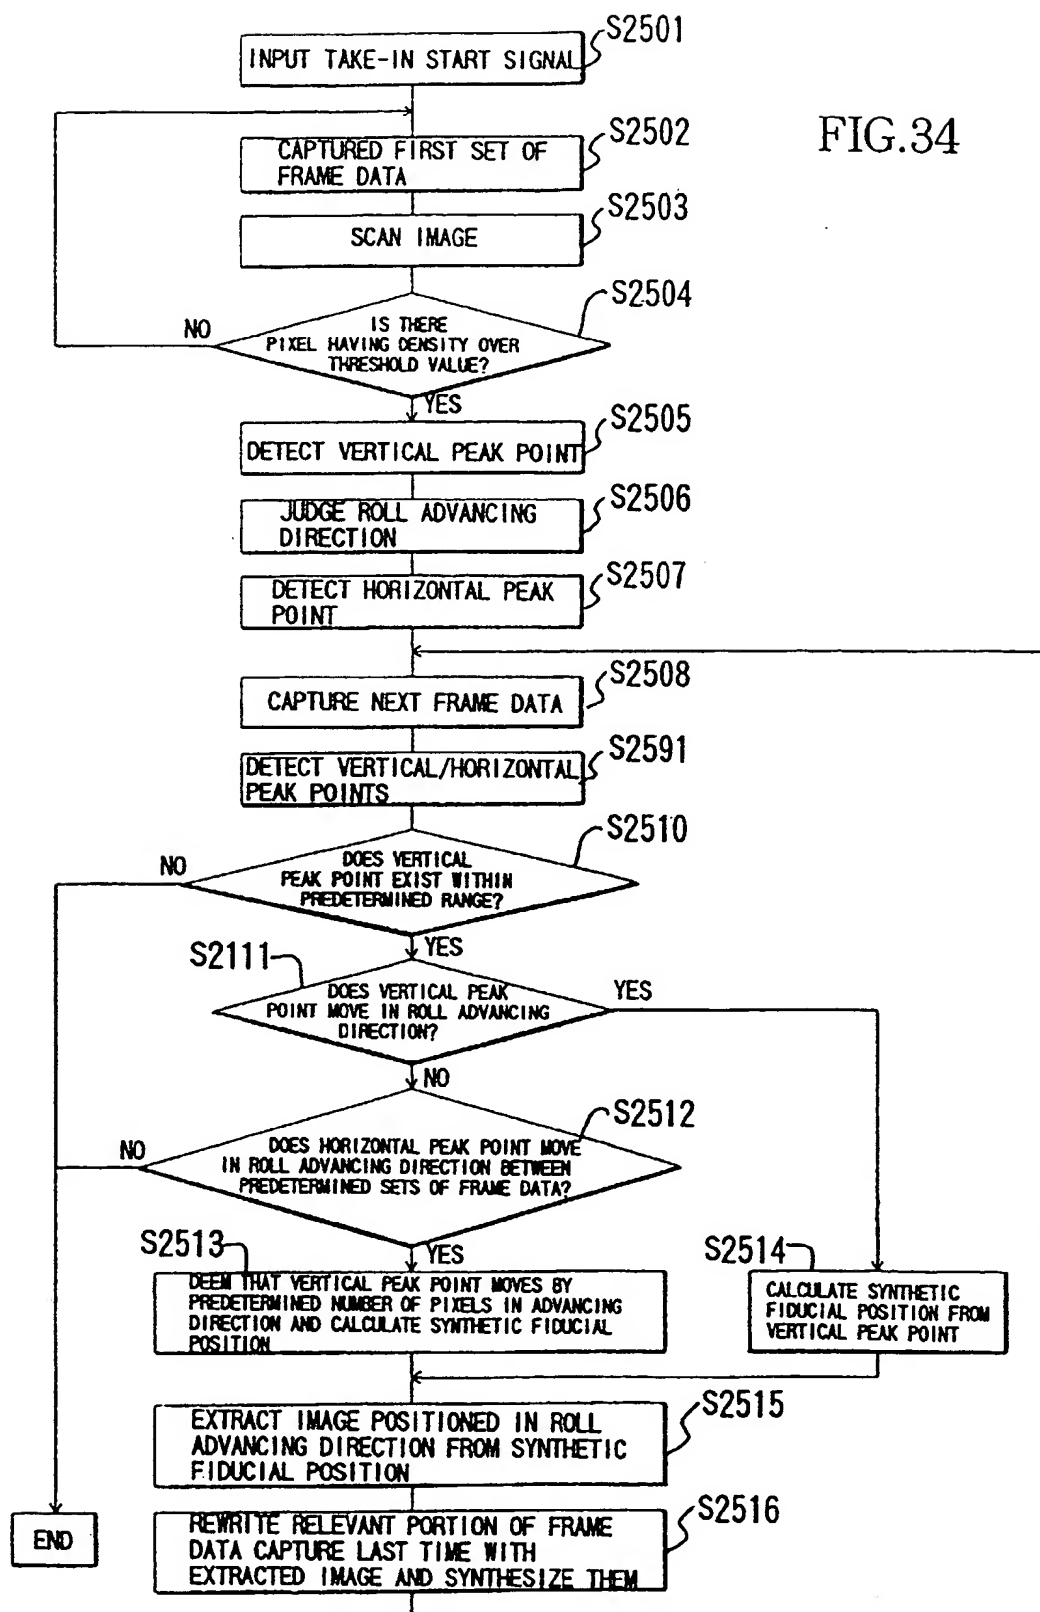 S2501
INPUT TAKE-IN START SIGNAL
FIG.34
S2502
CAPTURED FIRST SET OF
FRAME DATA
S2503
SCAN IMAGE
S2504
NO
IS THERE
PIXEL HAVING DENSITY OVER
THRESHOLD VALUE?
YES
S2505
DETECT VERTICAL PEAK POINT
S2506
JUDGE ROLL ADVANCING
DIRECTION
S2507
DETECT HORIZONTAL PEAK
POINT
S2508
CAPTURE NEXT FRAME DATA
S2591
DETECT VERTICAL/HORIZONTAL
PEAK POINTS
S2510
NO
DOES VERTICAL
PEAK POINT EXIST WITHIN
PREDETERMINED RANGE?
YES
S2111
DOES VERTICAL PEAK
POINT MOVE IN ROLL ADVANCING
DIRECTION?
YES
NO
S2512
NO
DOES HORIZONTAL PEAK POINT MOVE
IN ROLL ADVANCING DIRECTION BETWEEN
PREDETERMINED SETS OF FRAME DATA?
YES
S2513
DEEM THAT VERTICAL PEAK POINT MOVES BY
PREDETERMINED NUMBER OF PIXELS IN ADVANCING
DIRECTION AND CALCULATE SYNTHETIC FIDUCIAL
POSITION
S2514
CALCULATE SYNTHETIC
FIDUCIAL POSITION FROM
VERTICAL PEAK POINT
S2515
EXTRACT IMAGE POSITIONED IN ROLL
ADVANCING DIRECTION FROM SYNTHETIC
FIDUCIAL POSITION
S2516
REWRITE RELEVANT PORTION OF FRAME
DATA CAPTURE LAST TIME WITH
EXTRACTED IMAGE AND SYNTHESIZE THEM
END